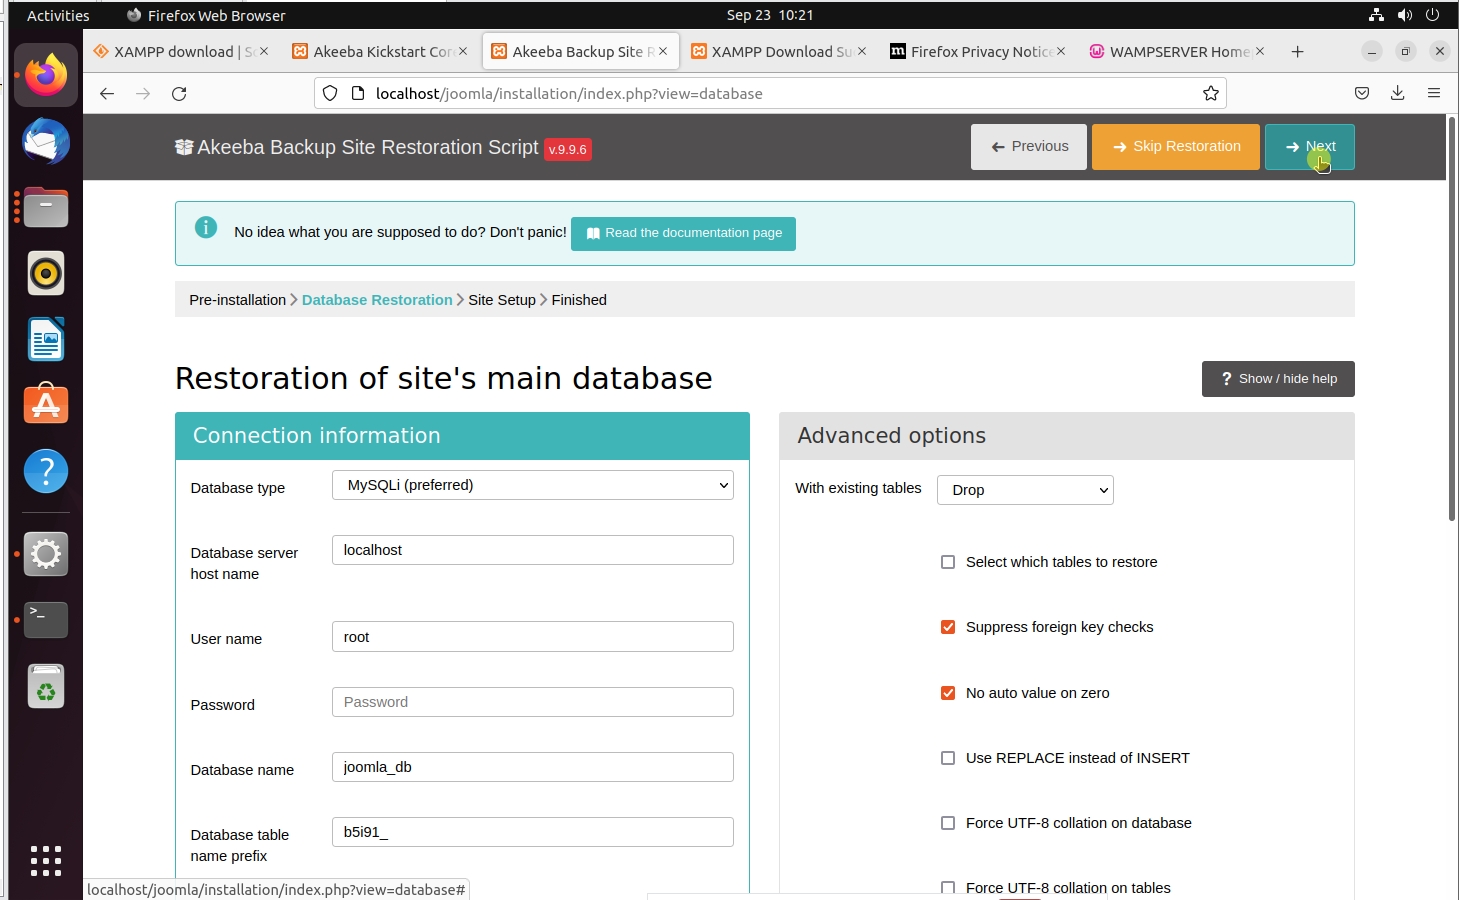 Activities
Firefox Web Browser
Sep 23 10:21
XAMPP download | S
Akeeba Kickstart Cor
Akeeba Backup Site R
XAMPP Download Su
m
Firefox Privacy Notice
WAMPSERVER Home
localhost/joomla/installation/index.php?view=database
Akeeba Backup Site Restoration Script v.9.9.6
Previous
Skip Restoration
Next
No idea what you are supposed to do? Don't panic!
Read the documentation page
Pre-installation > Database Restoration > Site Setup > Finished
Restoration of site's main database
? Show / hide help
Connection information
Advanced options
Database type
MySQLi (preferred)
With existing tables
Drop
Database server
host name
localhost
Select which tables to restore
User name
root
Suppress foreign key checks
Password
Password
No auto value on zero
Database name
joomla_db
Use REPLACE instead of INSERT
Database table
name prefix
b5i91_
Force UTF-8 collation on database
Force UTF-8 collation on tables
localhost/joomla/installation/index.php?view=database#